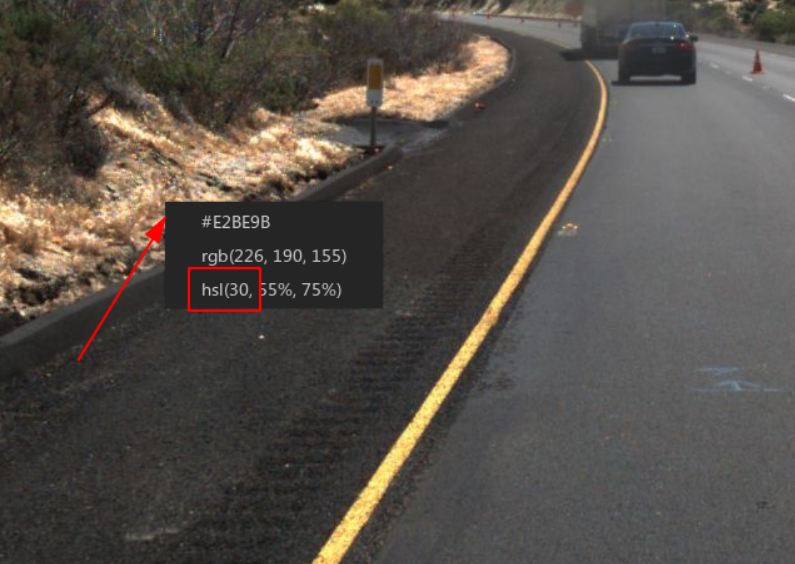 #E2BE9B
rgb(226, 190, 155)
hsl(30, 55%, 75%)